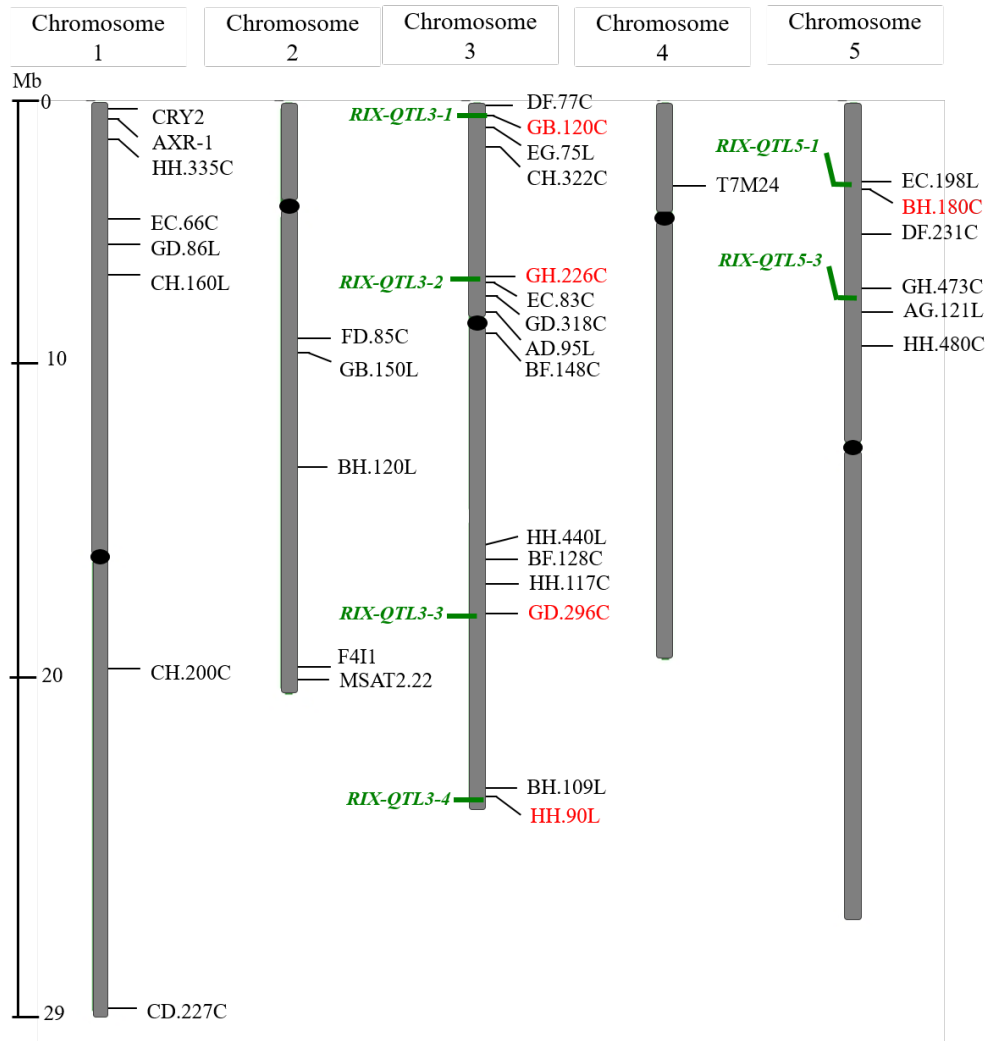 Chromosome
1
Chromosome
2
Chromosome
3
Chromosome
4
Chromosome
5
Mb
0
10
20
29
CRY2
AXR-1
HH.335C
EC.66C
GD.86L
CH.160L
CH.200C
CD.227C
FD.85C
GB.150L
BH.120L
F4I1
MSAT2.22
RIX-QTL3-1
RIX-QTL3-2
RIX-QTL3-3
RIX-QTL3-4
DF.77C
GB.120C
EG.75L
CH.322C
GH.226C
EC.83C
GD.318C
AD.95L
BF.148C
HH.440L
BF.128C
HH.117C
GD.296C
BH.109L
HH.90L
T7M24
RIX-QTL5-1
RIX-QTL5-3
EC.198L
BH.180C
DF.231C
GH.473C
AG.121L
HH.480C